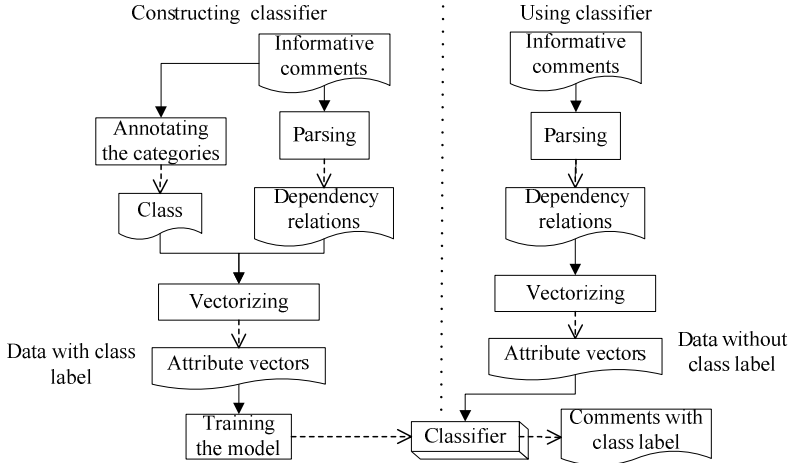 Constructing classifier
Informative
comments
Annotating
the categories
Parsing
Class
Dependency
relations
Vectorizing
Data with class
label
Attribute vectors
Training
the model
Using classifier
Informative
comments
Parsing
Dependency
relations
Vectorizing
Attribute vectors
Data without
class label
Classifier
Comments with
class label